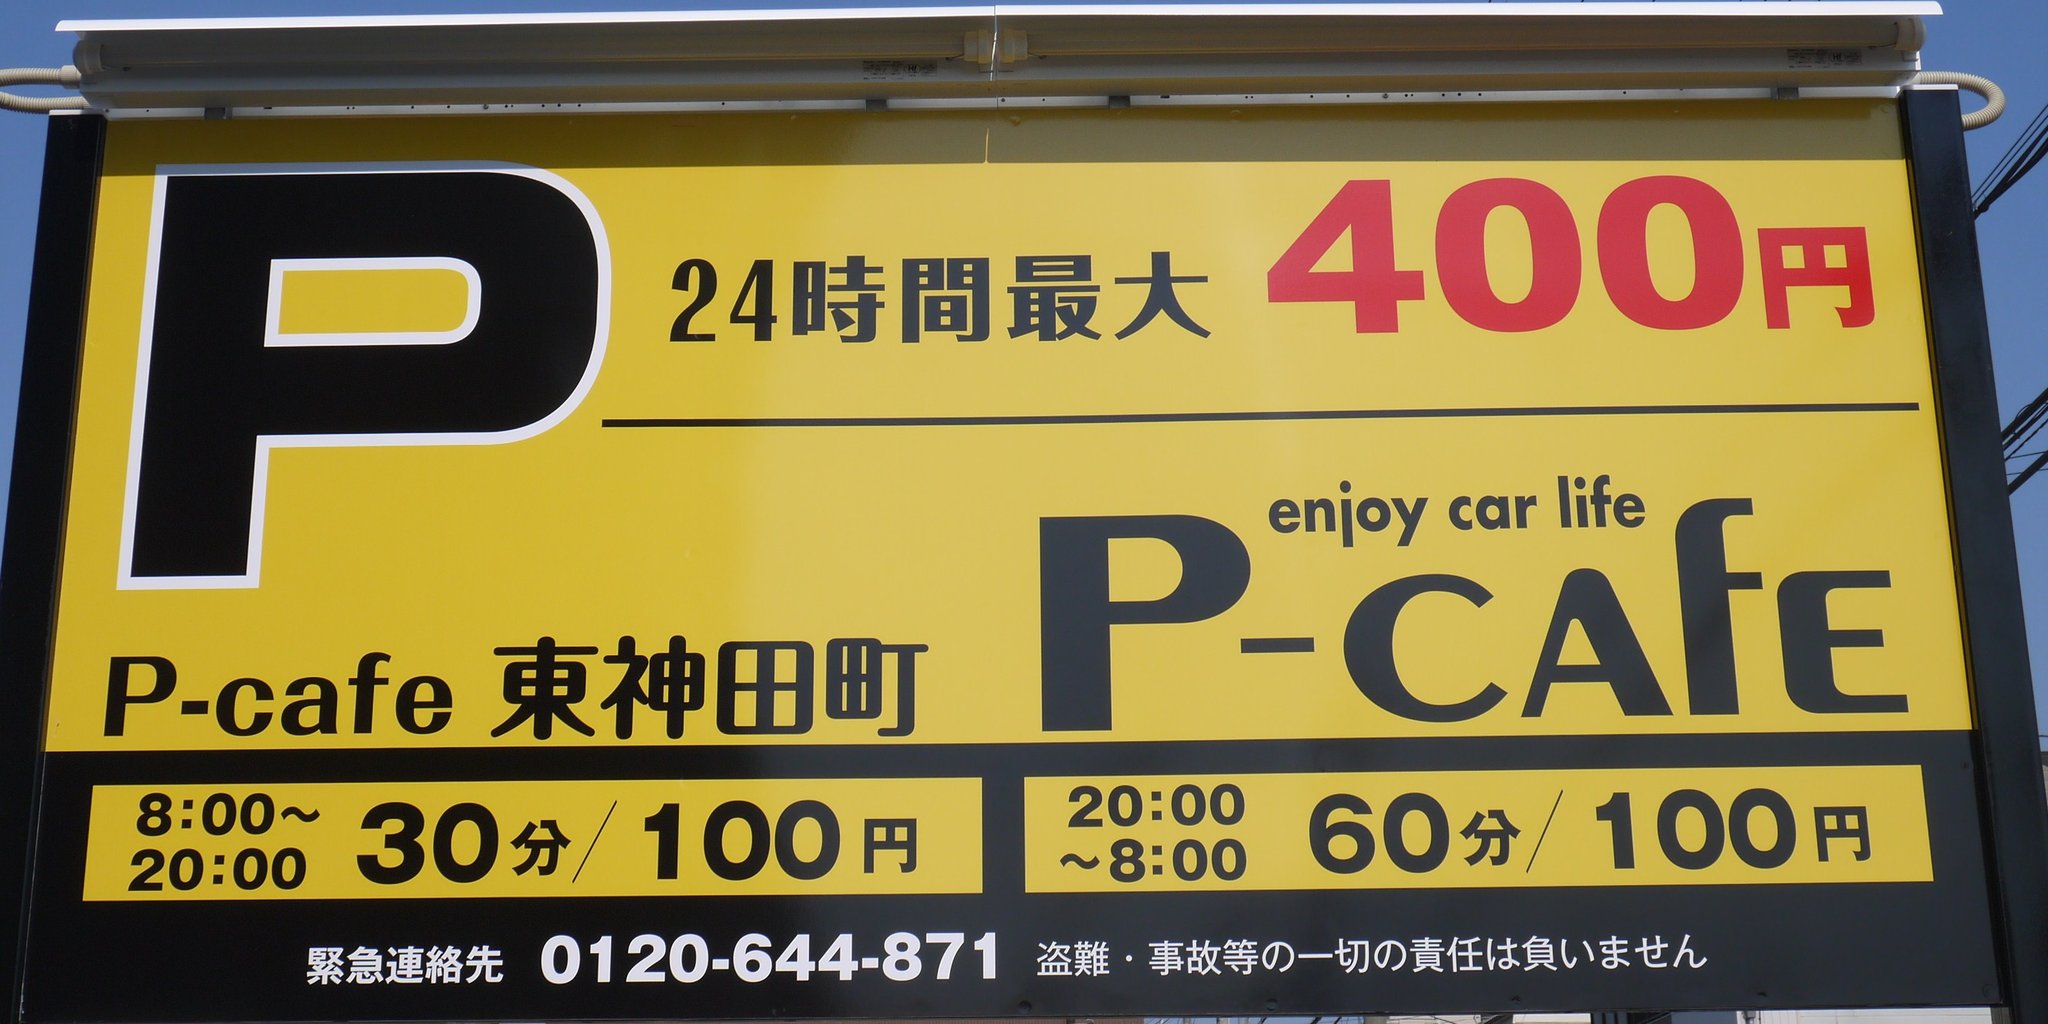 P
24時間最大 400円
enjoy car life
P-CAfE
P-cafe 東神田町
8:00~
20:00
30分/100円
20:00
~8:00
60分/100円
緊急連絡先 0120-644-871 盗難・事故等の一切の責任は負いません